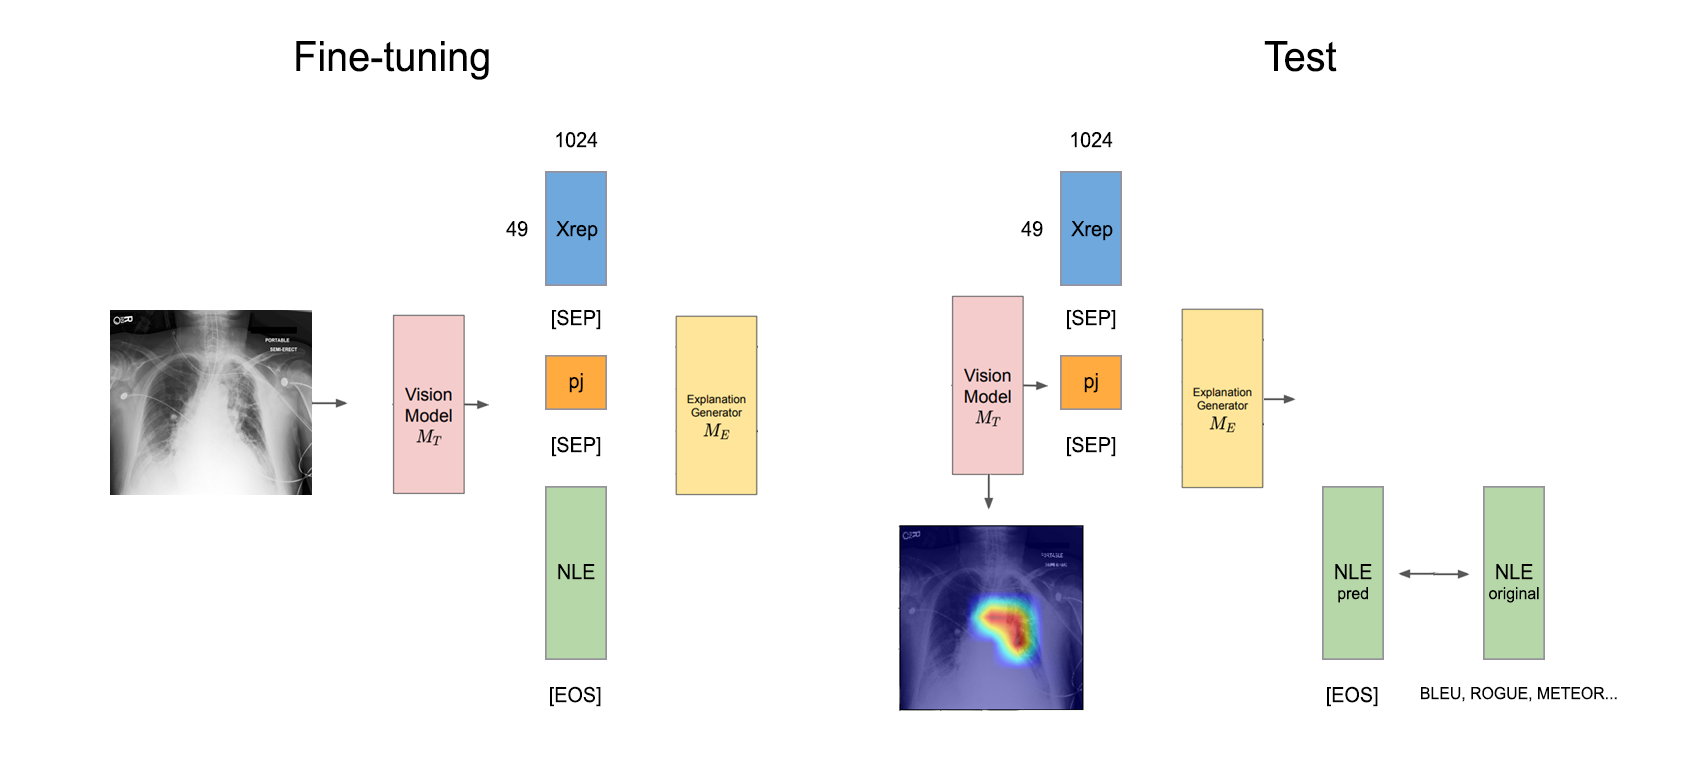 Fine-tuning
1024
49
Xrep
[SEP]
PORTABLE
SEMI-ERECT
Vision
Model
M_T
pj
Explanation
Generator
M_E
[SEP]
NLE
[EOS]
Test
1024
49
Xrep
[SEP]
Vision
Model
M_T
pj
Explanation
Generator
M_E
[SEP]
NLE
pred
NLE
original
[EOS]
BLEU, ROGUE, METEOR...